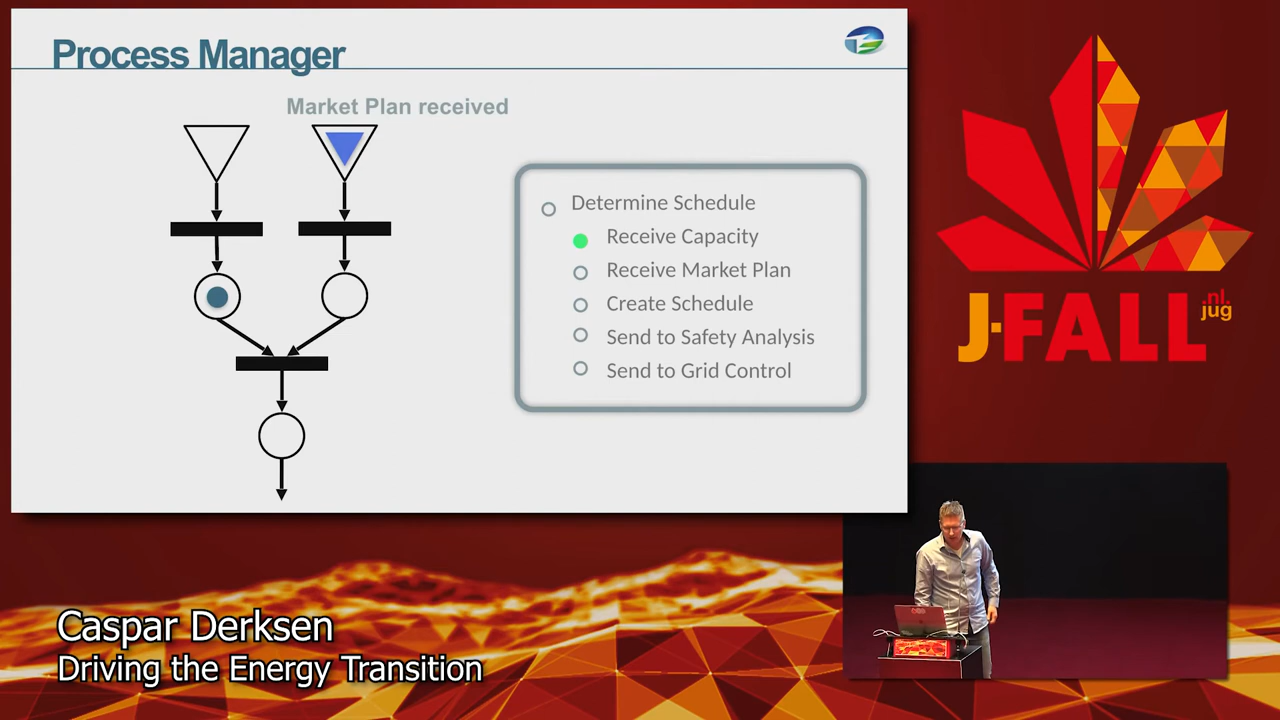 Process Manager
Market Plan received
Determine Schedule
Receive Capacity
Receive Market Plan
Create Schedule
Send to Safety Analysis
Send to Grid Control
J-FALL
.nl
jug
Caspar Derksen
Driving the Energy Transition